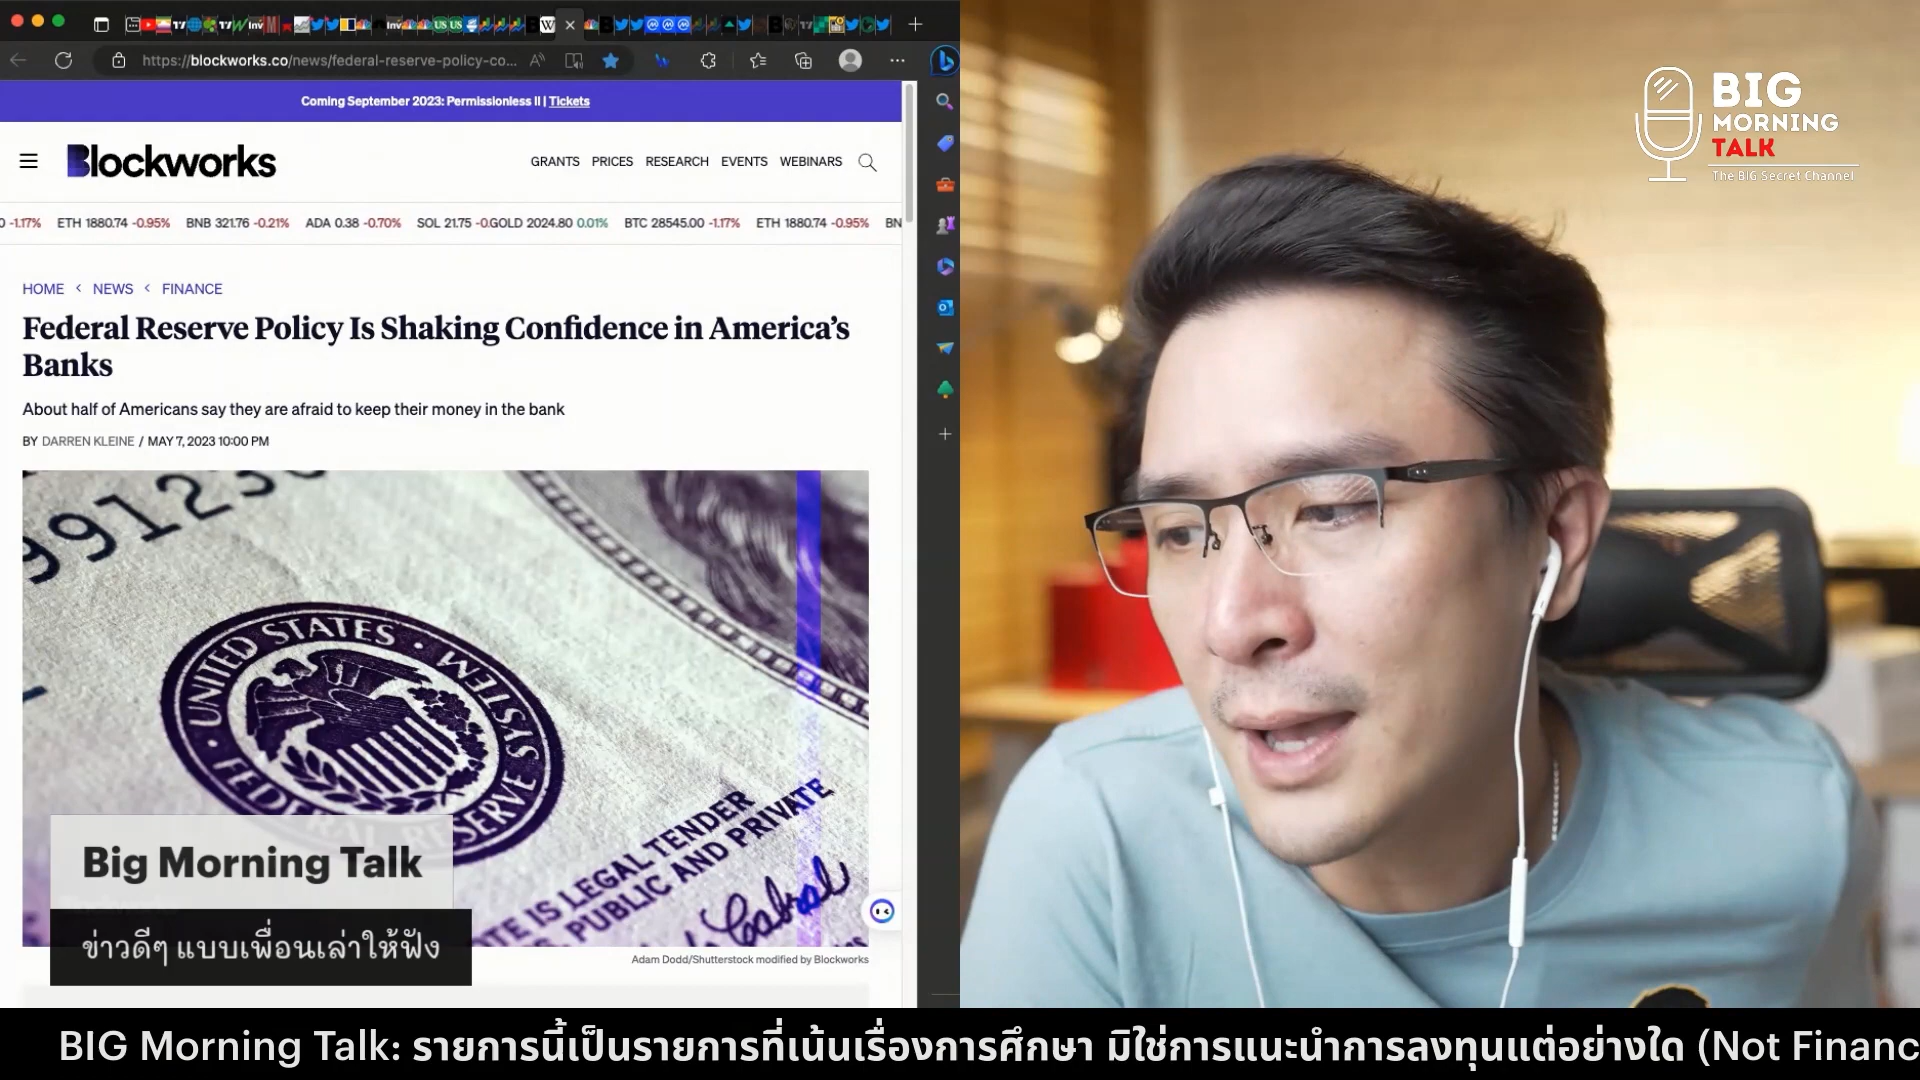 https://blockworks.co/news/federal-reserve-policy-co...
Coming September 2023: Permissionless II | Tickets
Blockworks
GRANTS PRICES RESEARCH EVENTS WEBINARS
0 -1.17% ETH 1880.74 -0.95% BNB 321.76 -0.21% ADA 0.38 -0.70% SOL 21.75 -0. GOLD 2024.80 0.01% BTC 28545.00 -1.17% ETH 1880.74 -0.95% BN
HOME < NEWS < FINANCE
Federal Reserve Policy Is Shaking Confidence in America's
Banks
About half of Americans say they are afraid to keep their money in the bank
BY DARREN KLEINE / MAY 7, 2023 10:00 PM
UNITED STATES
FEDERAL RESERVE SYSTEM
TE IS LEGAL TENDER
PUBLIC AND PRIVATE
Cabral
Adam Dodd/Shutterstock modified by Blockworks
Big Morning Talk
ข่าวดีๆ แบบเพื่อนเล่าให้ฟัง
BIG
MORNING
TALK
The BIG Secret Channel
BIG Morning Talk: รายการนี้เป็นรายการที่เน้นเรื่องการศึกษา มิใช่การแนะนำการลงทุนแต่อย่างใด (Not Financ